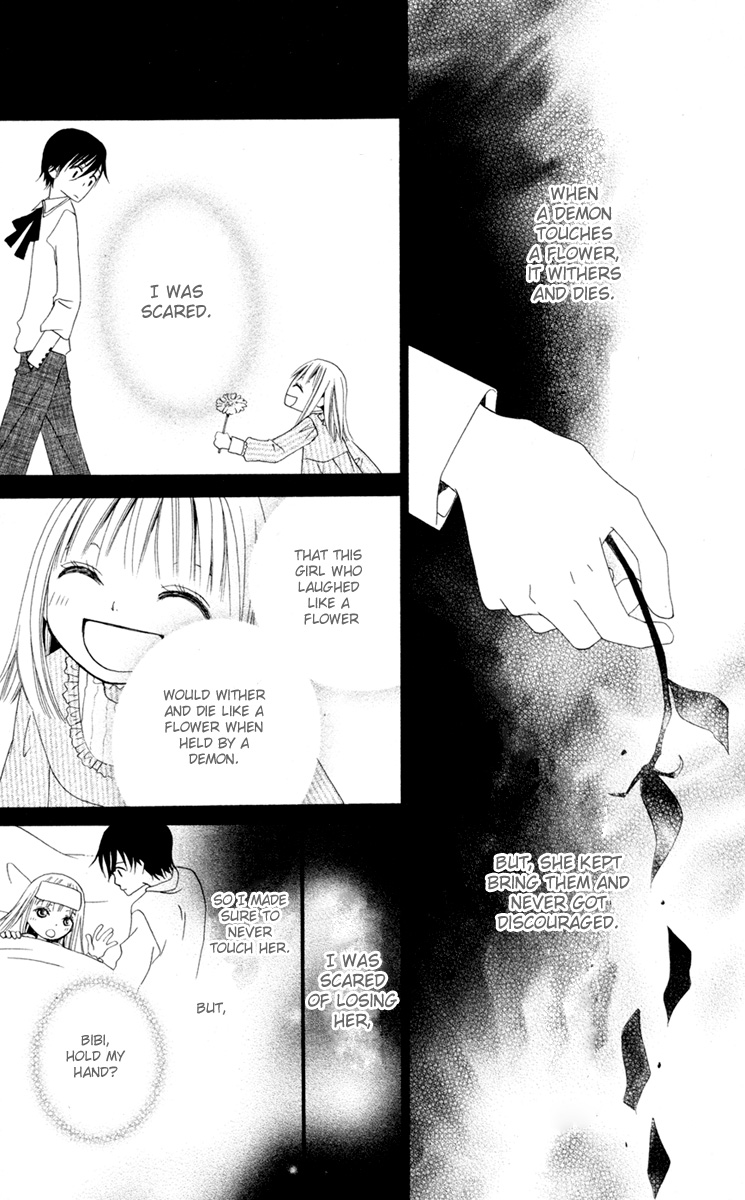 WHEN
A DEMON
TOUCHES
A FLOWER,
IT WITHERS
AND DIES.
BUT, SHE KEPT
BRING THEM AND
NEVER GOT
DISCOURAGED.
I WAS
SCARED.
THAT THIS
GIRL WHO
LAUGHED
LIKE A
FLOWER
WOULD WITHER
AND DIE LIKE A
FLOWER WHEN
HELD BY A
DEMON.
I WAS
SCARED
OF LOSING
HER,
SO I MADE
SURE TO
NEVER
TOUCH HER.
BUT,
BIBI,
HOLD MY
HAND?